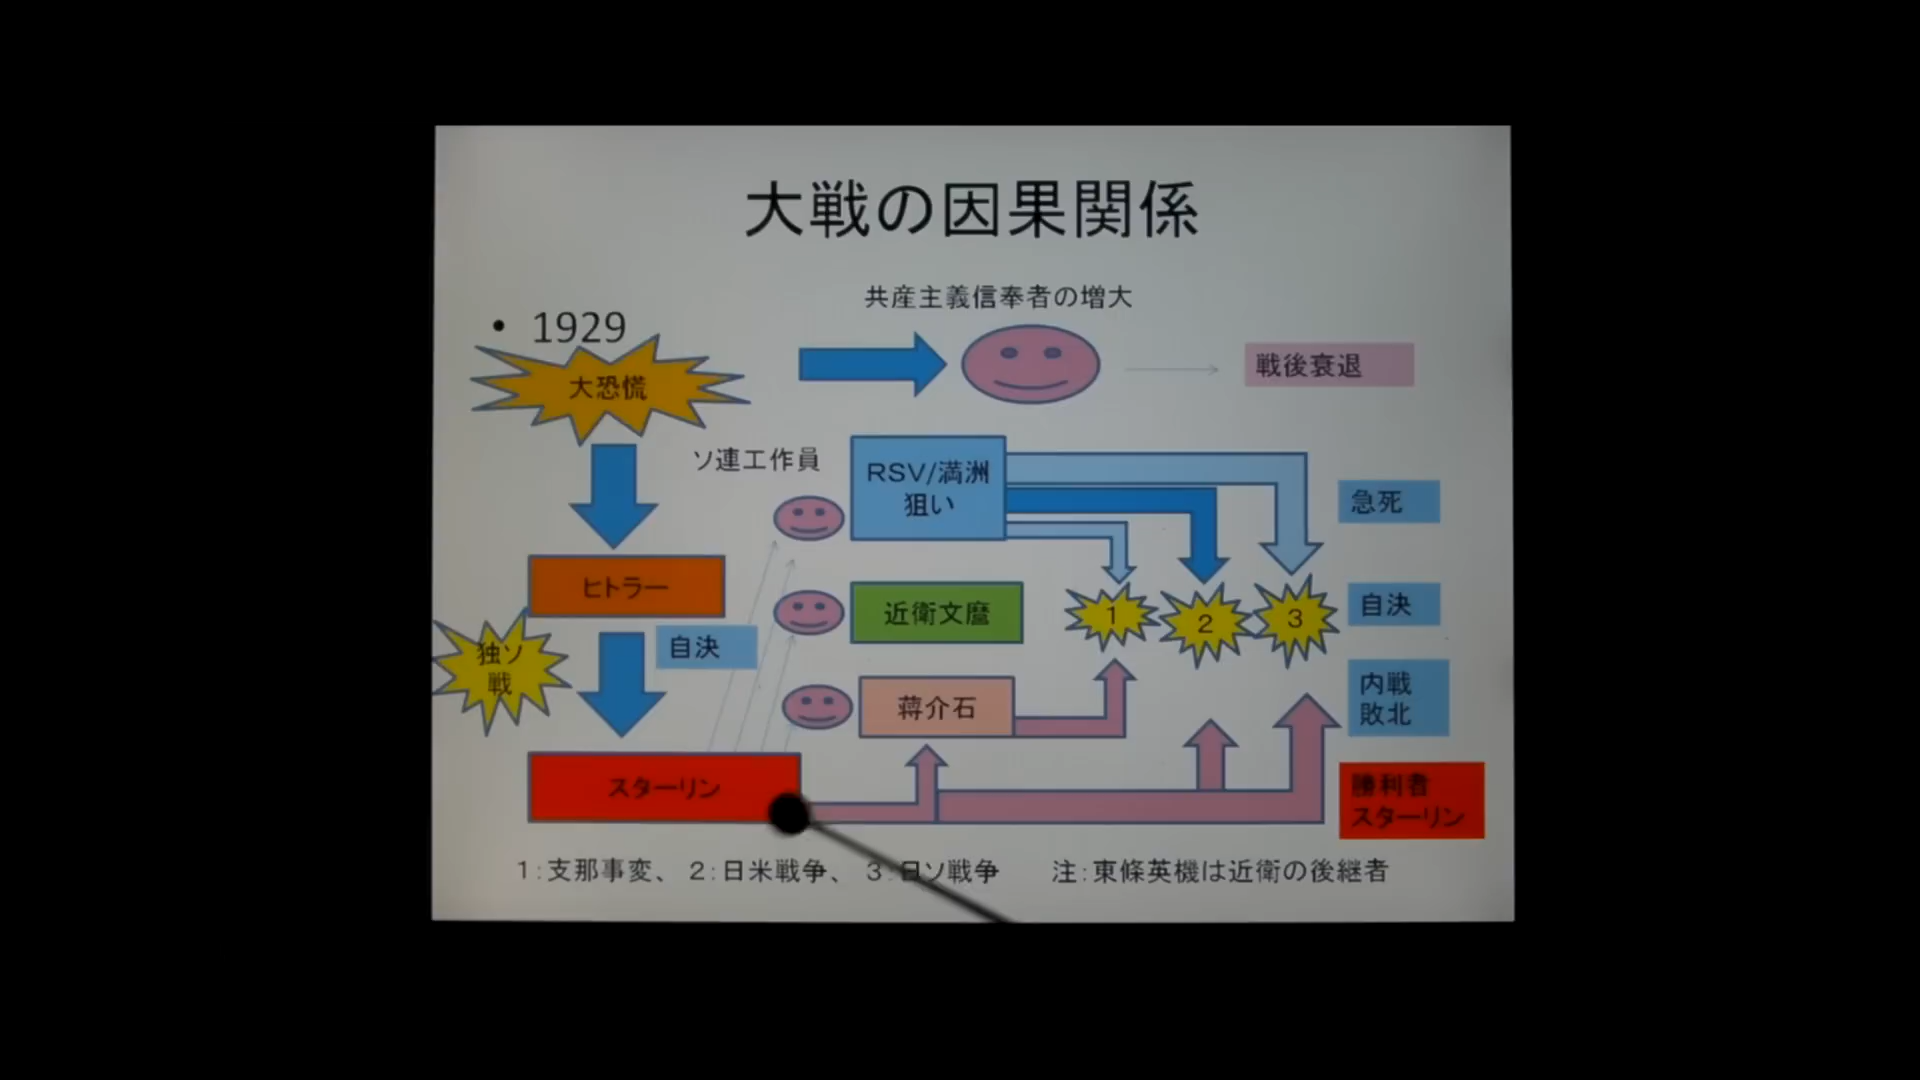 大戦の因果関係
共産主義信奉者の増大
• 1929
大恐慌
戦後衰退
ソ連工作員
RSV/満洲
狙い
急死
ヒトラー
近衛文麿
1
2
3
自決
独ソ
戦
自決
蒋介石
内戦
敗北
スターリン
勝利者
スターリン
1:支那事変、 2:日米戦争、 3:日ソ戦争 注:東條英機は近衛の後継者